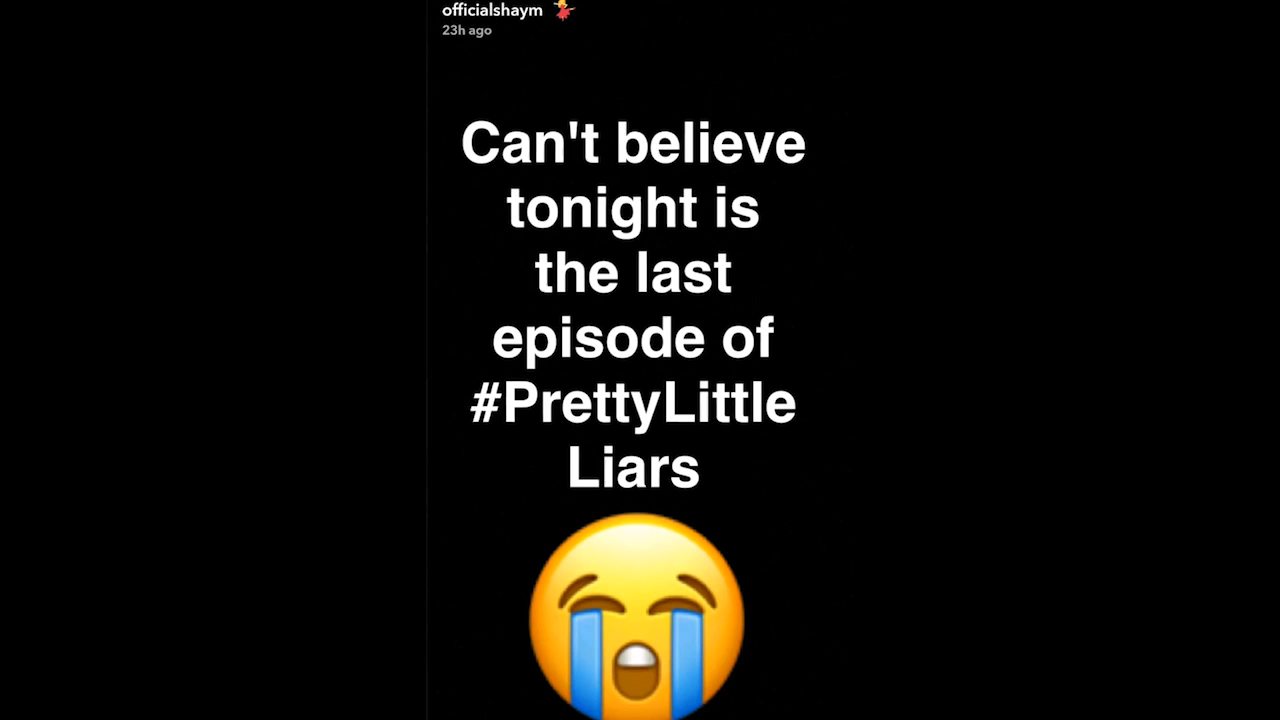 officialshaym 💃
23h ago
Can't believe
tonight is
the last
episode of
#PrettyLittle
Liars
😭